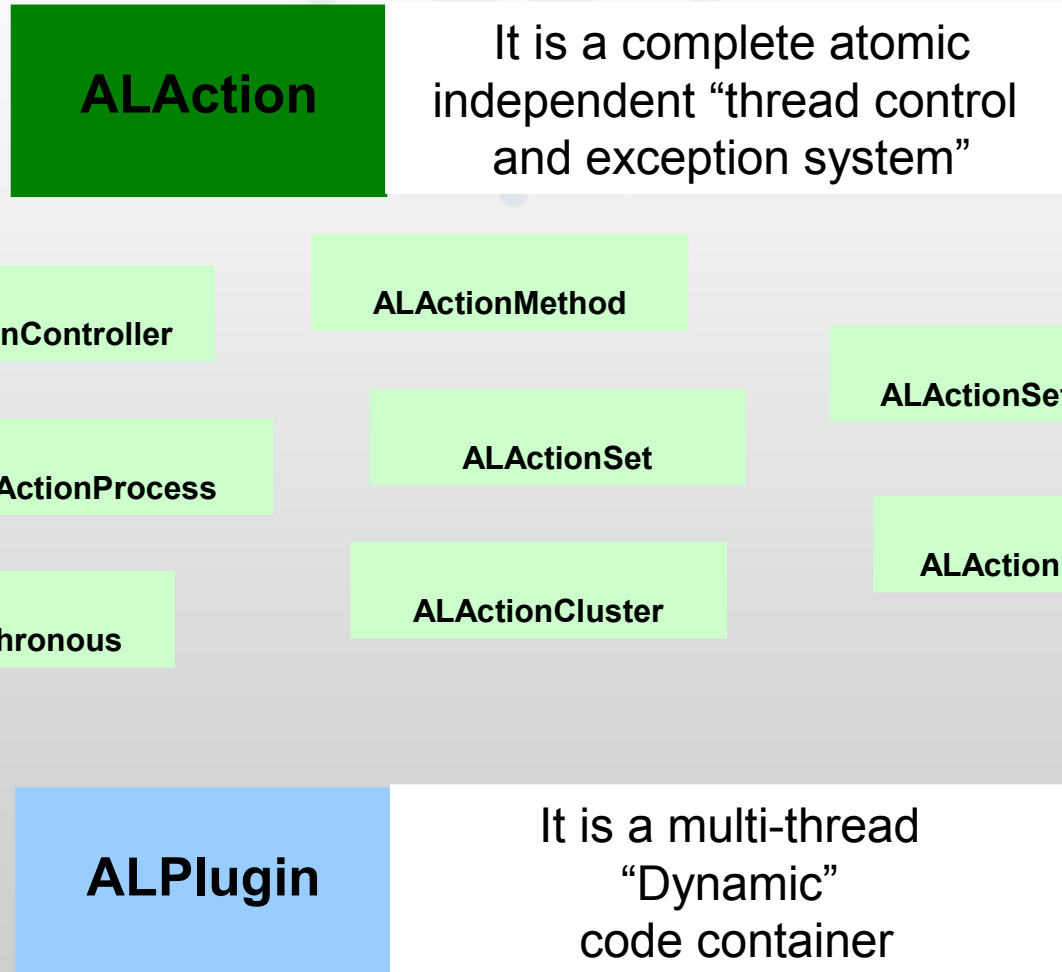 ALAction
It is a complete atomic
independent “thread control
and exception system”
ALActionMethod
nController
ALActionSet
ALActionSet
ActionProcess
ALAction
ALActionCluster
hronous
ALPlugin
It is a multi-thread
“Dynamic”
code container